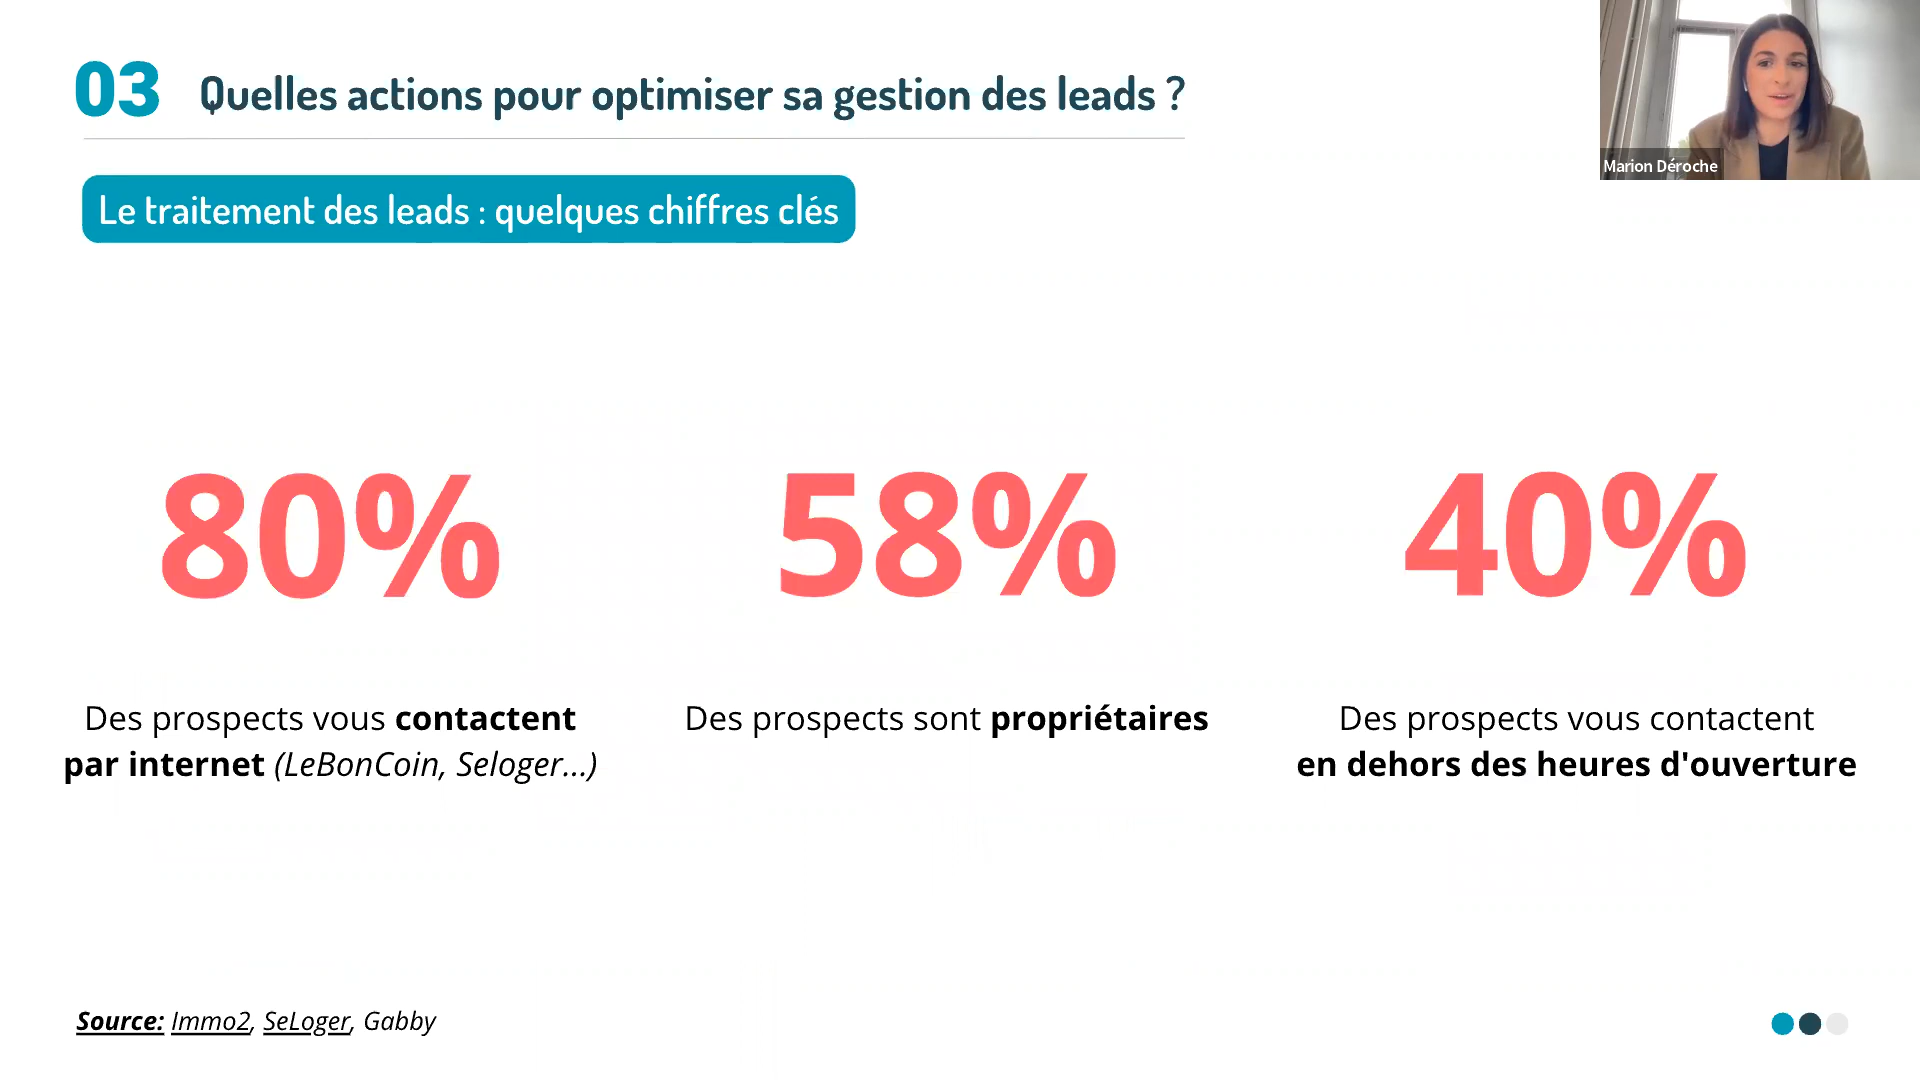 03 Quelles actions pour optimiser sa gestion des leads ?
Marion Déroche
Le traitement des leads : quelques chiffres clés
80%
58%
40%
Des prospects vous contactent
par internet (LeBonCoin, Seloger...)
Des prospects sont propriétaires
Des prospects vous contactent
en dehors des heures d'ouverture
Source: Immo2, SeLoger, Gabby